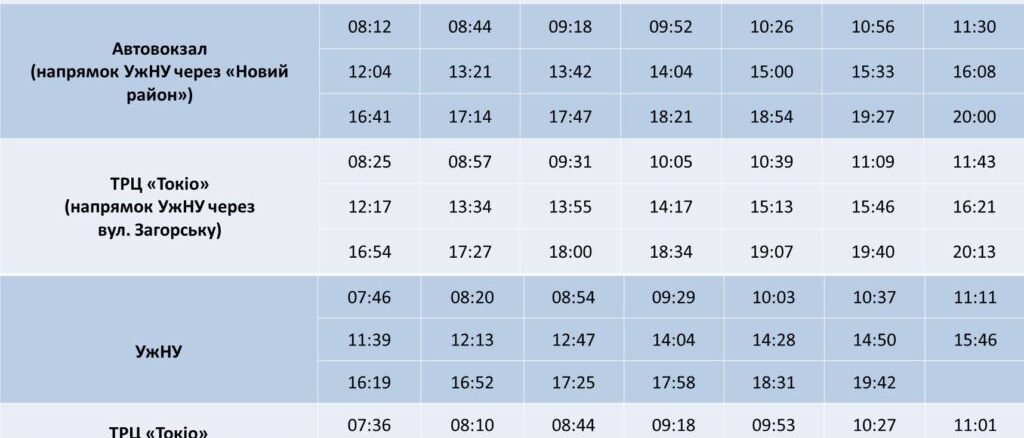 08:12 08:44 09:18 09:52 10:26 10:56 11:30
Автовокзал
(напрямок УжНУ через «Новий
район»)
12:04 13:21 13:42 14:04 15:00 15:33 16:08
16:41 17:14 17:47 18:21 18:54 19:27 20:00
08:25 08:57 09:31 10:05 10:39 11:09 11:43
ТРЦ «Токіо»
(напрямок УжНУ через
вул. Загорську)
12:17 13:34 13:55 14:17 15:13 15:46 16:21
16:54 17:27 18:00 18:34 19:07 19:40 20:13
07:46 08:20 08:54 09:29 10:03 10:37 11:11
УжНУ
11:39 12:13 12:47 14:04 14:28 14:50 15:46
16:19 16:52 17:25 17:58 18:31 19:42
07:36 08:10 08:44 09:18 09:53 10:27 11:01
ТРЦ «Токіо»